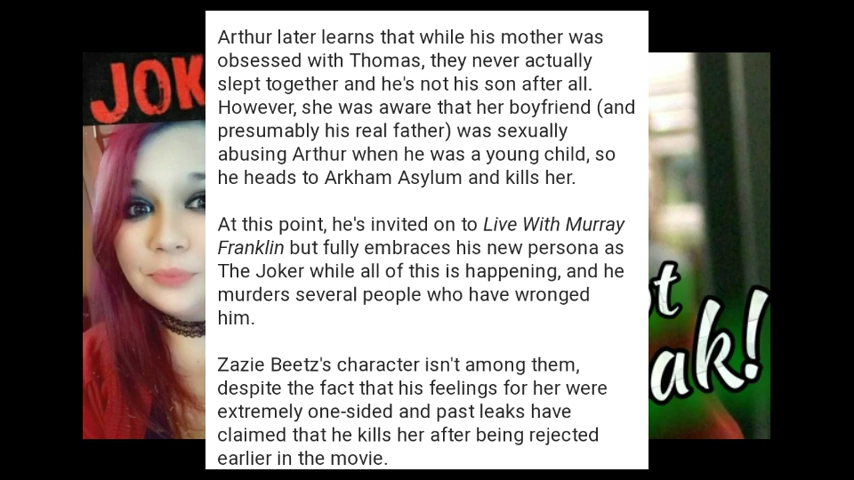 JOK
Arthur later learns that while his mother was
obsessed with Thomas, they never actually
slept together and he's not his son after all.
However, she was aware that her boyfriend (and
presumably his real father) was sexually
abusing Arthur when he was a young child, so
he heads to Arkham Asylum and kills her.
At this point, he's invited on to Live With Murray
Franklin but fully embraces his new persona as
The Joker while all of this is happening, and he
murders several people who have wronged
him.
Zazie Beetz's character isn't among them,
despite the fact that his feelings for her were
extremely one-sided and past leaks have
claimed that he kills her after being rejected
earlier in the movie.
ot
ak!